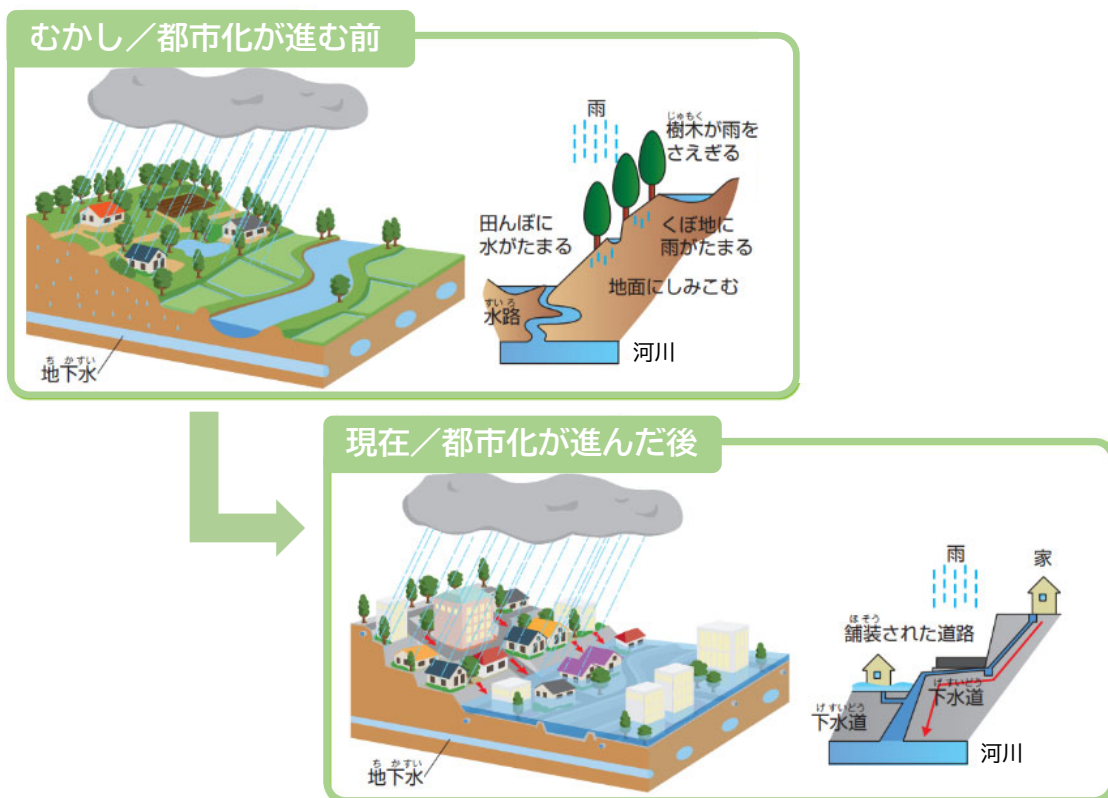 むかし／都市化が進む前
雨
じゅもく
樹木が雨を
さえぎる
田んぼに
水がたまる
くぼ地に
雨がたまる
地面にしみこむ
すいろ
水路
河川
ちかすい
地下水
現在／都市化が進んだ後
雨
家
ほそう
舗装された道路
げすいどう
下水道
げすいどう
下水道
河川
ちかすい
地下水